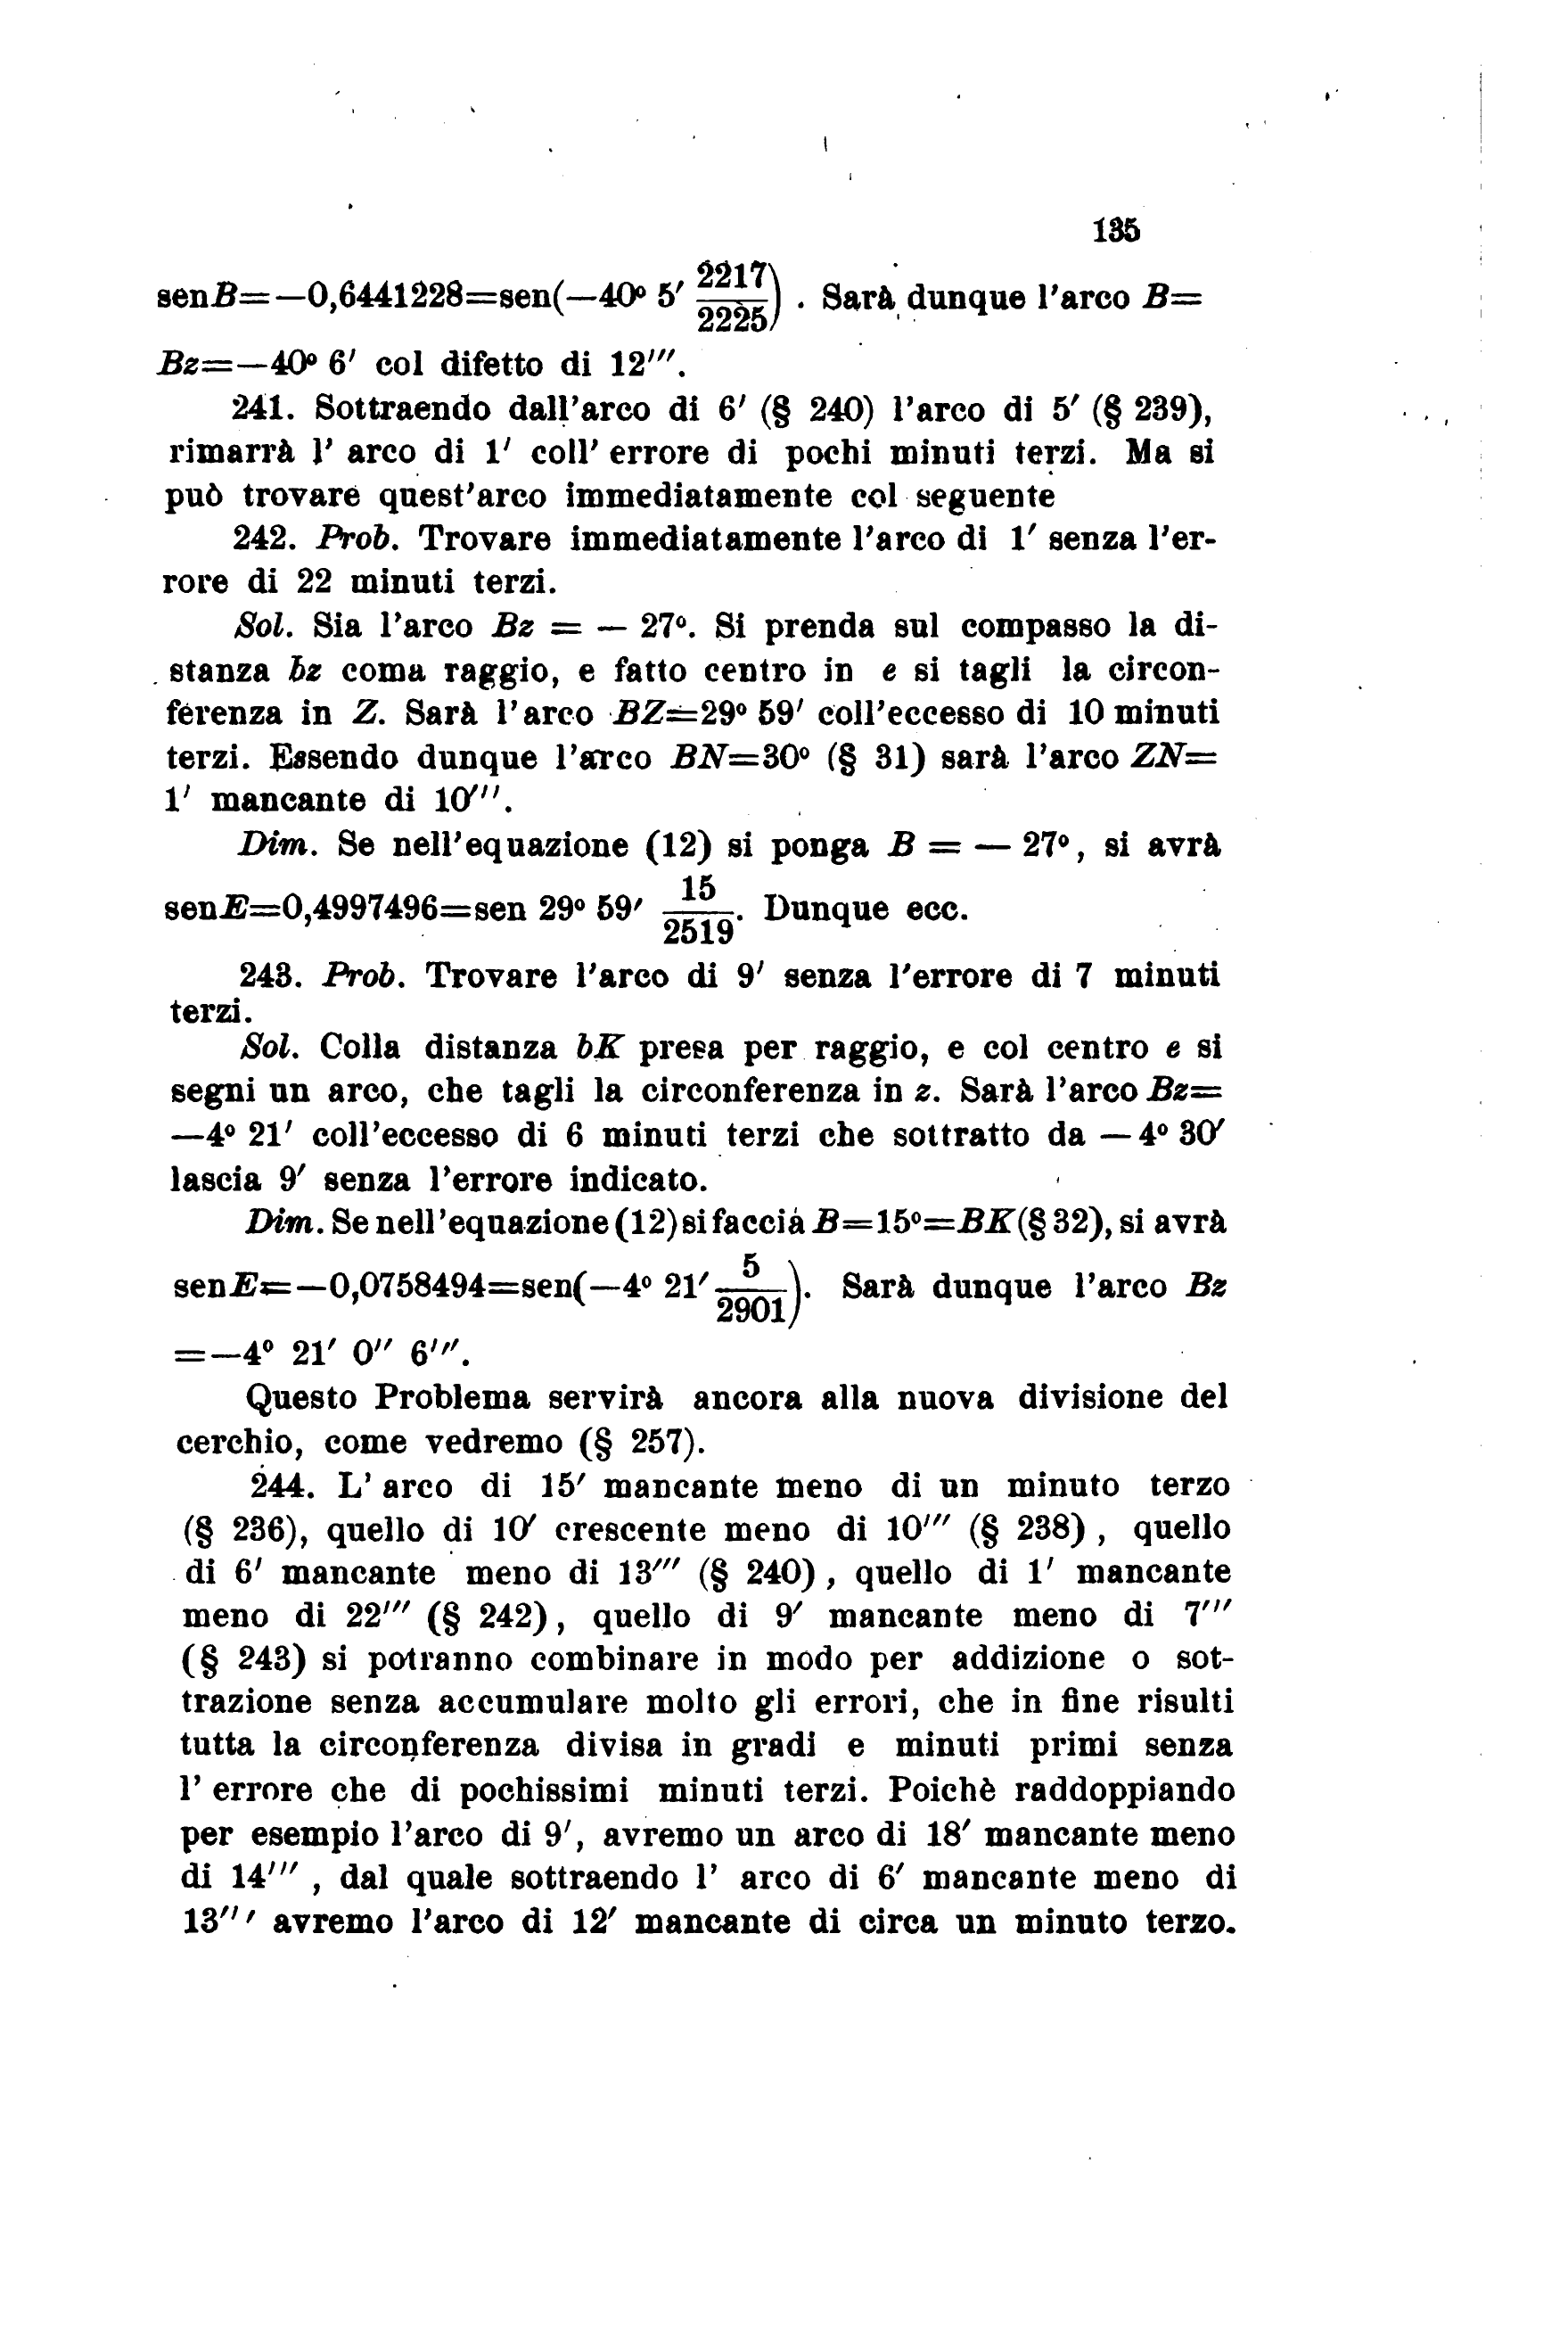 135
senB=—0,6441228=sen(—40º 5′ 2217/2225) . Sarà dunque l'arco B=
Bz=—40º 6′ col difetto di 12′′′.
241. Sottraendo dall'arco di 6′ (§ 240) l'arco di 5′ (§ 239),
rimarrà l' arco di 1′ coll' errore di pochi minuti terzi. Ma si
può trovare quest'arco immediatamente col seguente
242. Prob. Trovare immediatamente l'arco di 1′ senza l'er-
rore di 22 minuti terzi.
Sol. Sia l'arco Bz = — 27º. Si prenda sul compasso la di-
stanza bz coma raggio, e fatto centro in e si tagli la circon-
ferenza in Z. Sarà l'arco BZ=29º 59′ coll'eccesso di 10 minuti
terzi. Essendo dunque l'arco BN=30º (§ 31) sarà l'arco ZN=
1′ mancante di 10′′′.
Dim. Se nell'equazione (12) si ponga B = — 27º, si avrà
senE=0,4997496=sen 29º 59′ 15/2519. Dunque ecc.
243. Prob. Trovare l'arco di 9′ senza l'errore di 7 minuti
terzi.
Sol. Colla distanza bK presa per raggio, e col centro e si
segni un arco, che tagli la circonferenza in z. Sarà l'arco Bz=
—4º 21′ coll'eccesso di 6 minuti terzi che sottratto da — 4º 30′
lascia 9′ senza l'errore indicato.
Dim. Se nell'equazione (12) si faccia B=15º=BK (§ 32), si avrà
senE=—0,0758494=sen(—4º 21′ 5/2901). Sarà dunque l'arco Bz
=—4º 21′ 0′′ 6′′′.
Questo Problema servirà ancora alla nuova divisione del
cerchio, come vedremo (§ 257).
244. L' arco di 15′ mancante meno di un minuto terzo
(§ 236), quello di 10′ crescente meno di 10′′′ (§ 238) , quello
di 6′ mancante meno di 13′′′ (§ 240) , quello di 1′ mancante
meno di 22′′′ (§ 242), quello di 9′ mancante meno di 7′′′
(§ 243) si potranno combinare in modo per addizione o sot-
trazione senza accumulare molto gli errori, che in fine risulti
tutta la circonferenza divisa in gradi e minuti primi senza
l' errore che di pochissimi minuti terzi. Poichè raddoppiando
per esempio l'arco di 9′, avremo un arco di 18′ mancante meno
di 14′′′ , dal quale sottraendo l' arco di 6′ mancante meno di
13′′′ avremo l'arco di 12′ mancante di circa un minuto terzo.